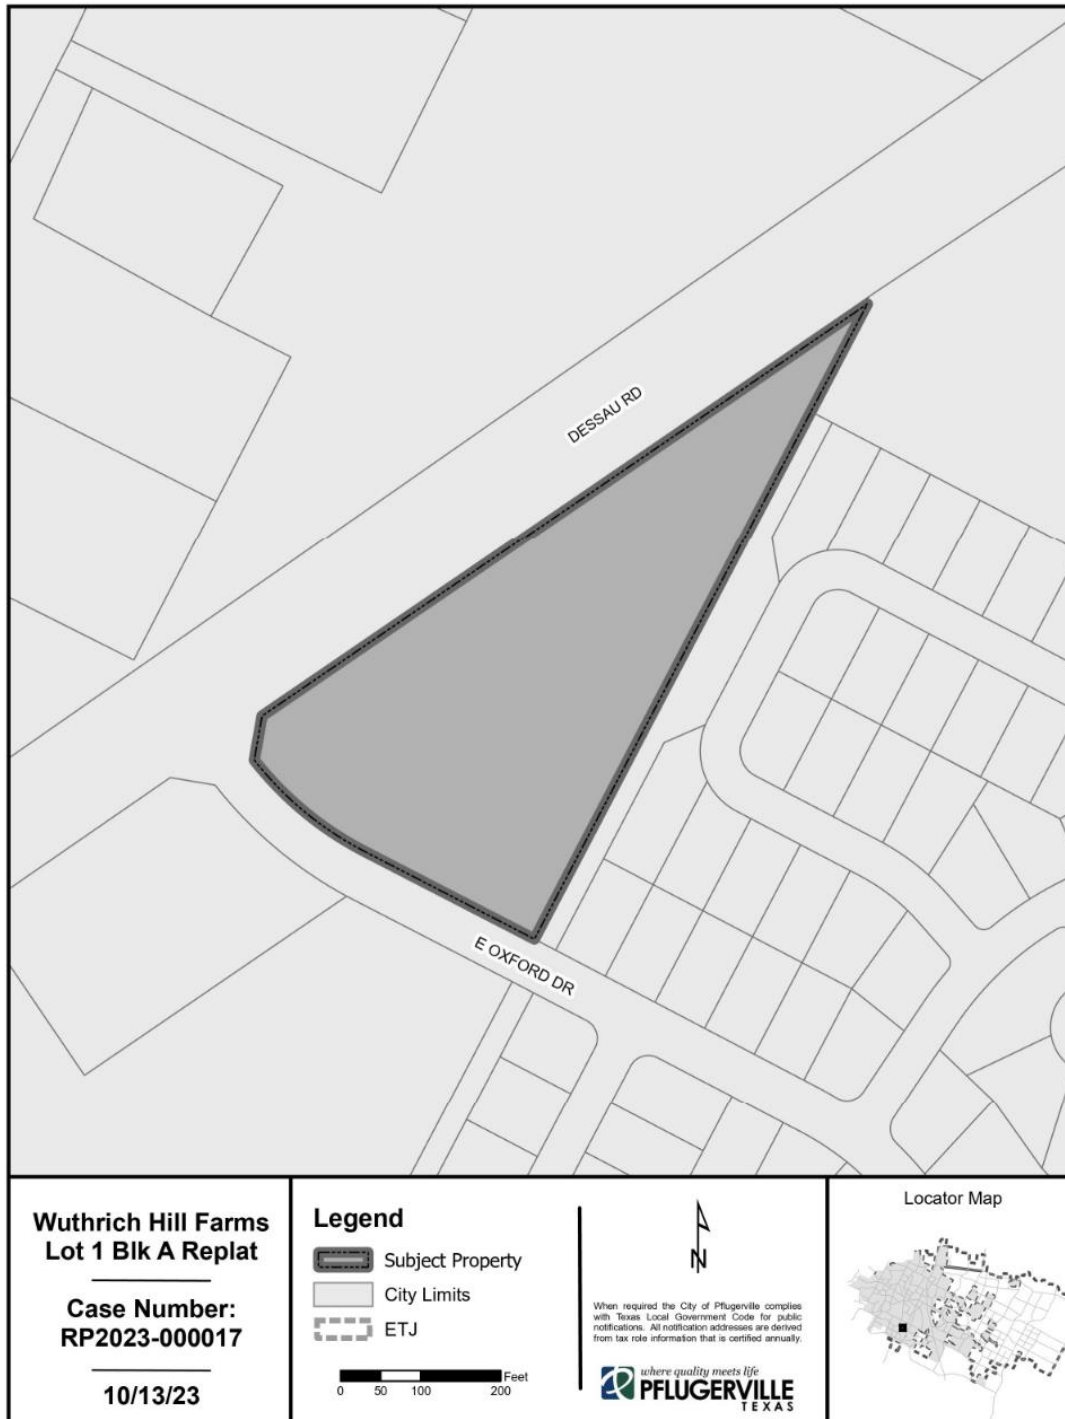 DESSAU RD
E OXFORD DR
Wuthrich Hill Farms
Lot 1 Blk A Replat
Case Number:
RP2023-000017
10/13/23
Legend
Subject Property
City Limits
ETJ
Feet
0 50 100 200
N
When required the City of Pflugerville complies
with Texas Local Government Code for public
notifications. All notification addresses are derived
from tax role information that is certified annually.
where quality meets life
PFLUGERVILLE
TEXAS
Locator Map